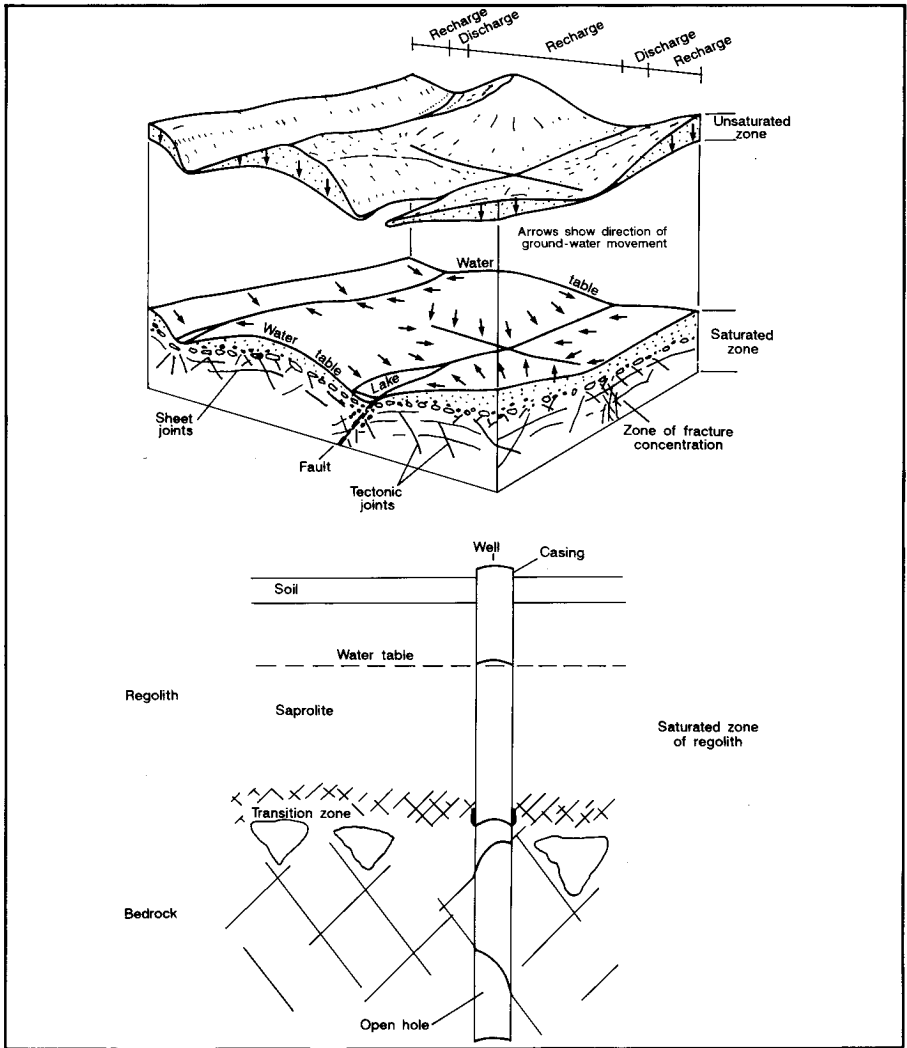 Recharge
Discharge
Recharge
Discharge
Recharge
Unsaturated
zone
Arrows show direction of
ground-water movement
Water
table
Water
table
Lake
Saturated
zone
Sheet
joints
Fault
Tectonic
joints
Zone of fracture
concentration
Well
Casing
Soil
Water table
Regolith
Saprolite
Saturated zone
of regolith
Transition zone
Bedrock
Open hole